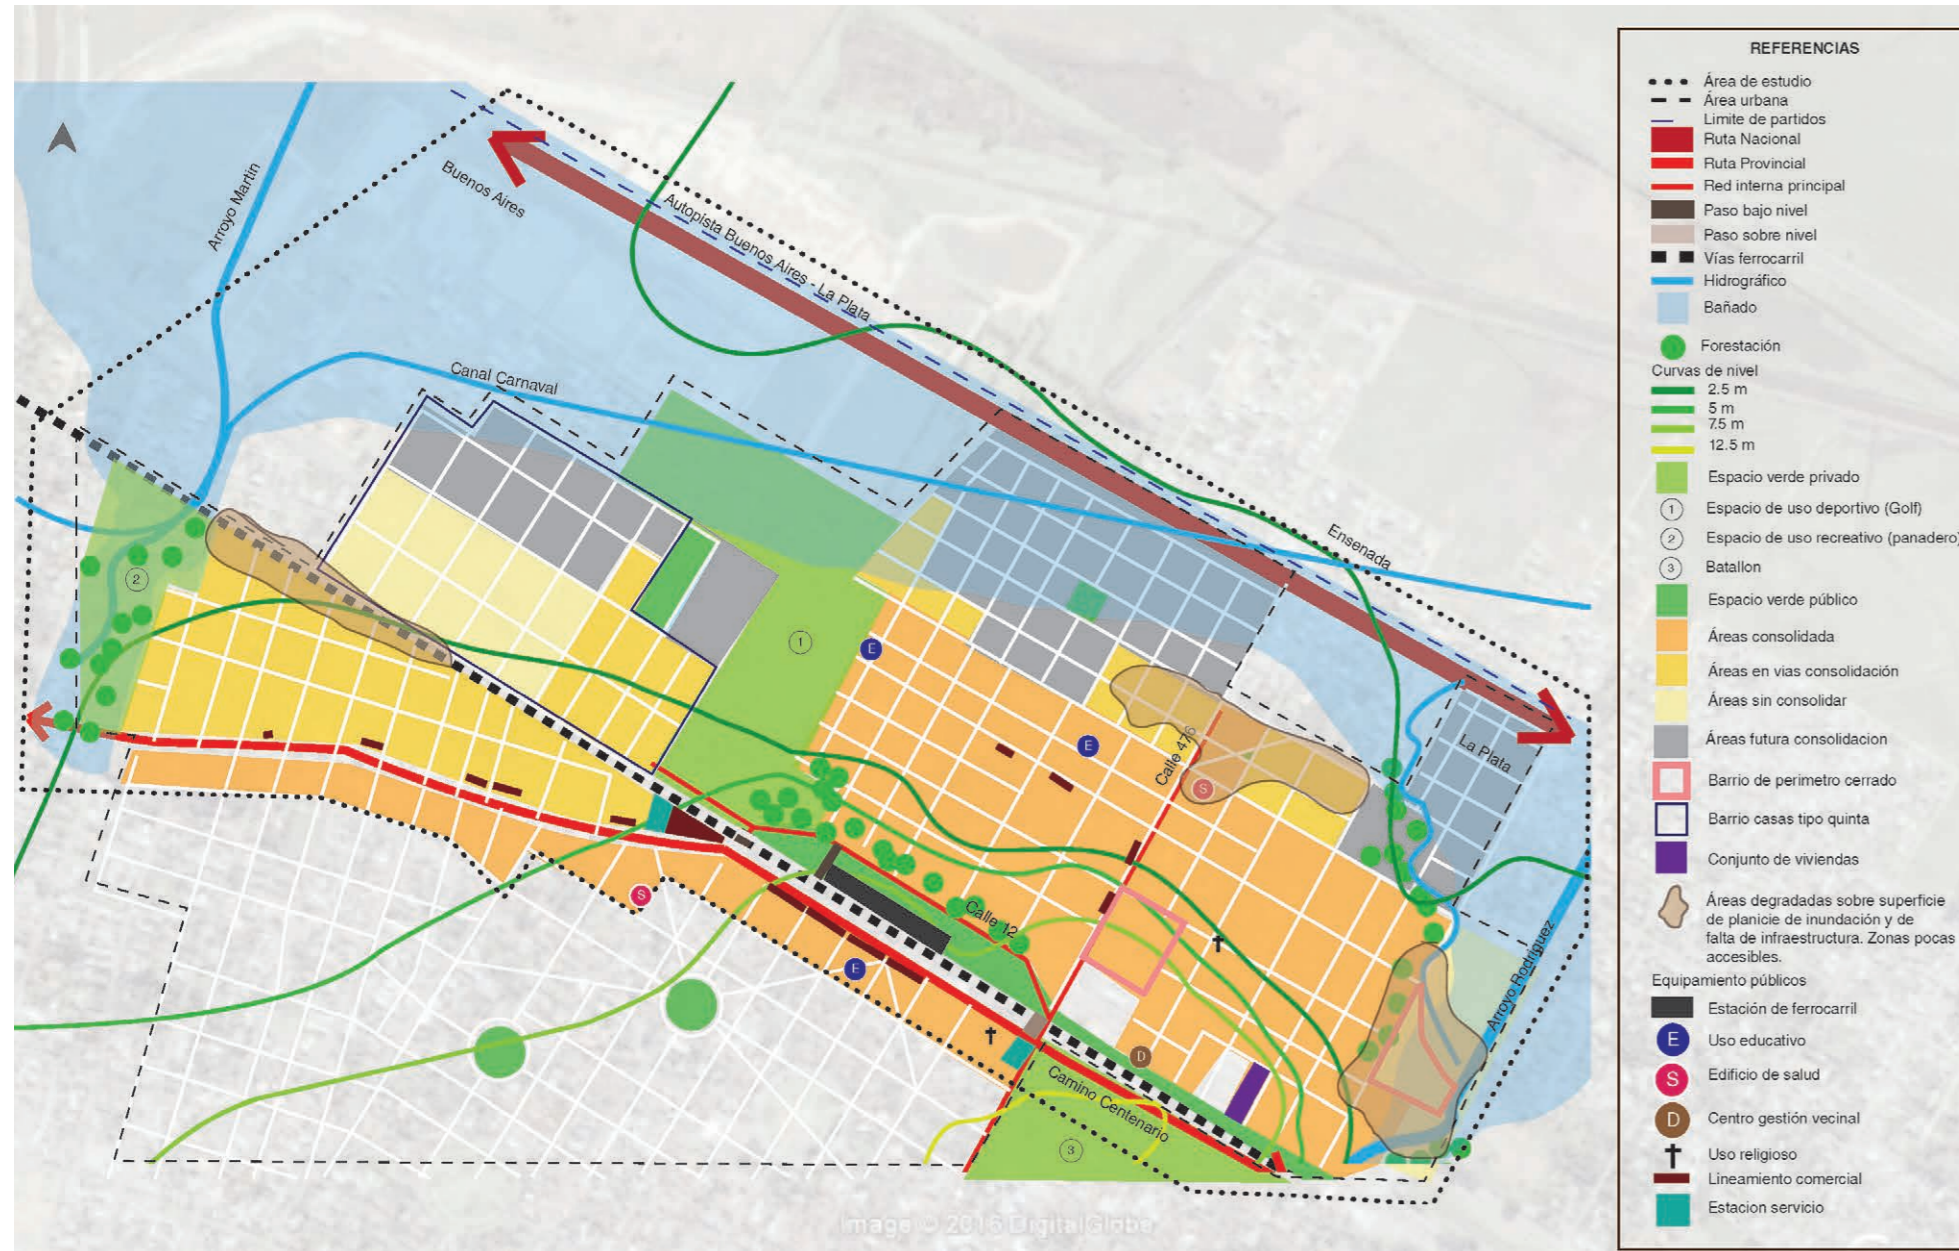 Buenos Aires
Arroyo Martin
Autopista Buenos Aires - La Plata
Canal Carnaval
Ensenada
La Plata
Calle 476
Calle 12
Camino Centenario
Arroyo Rodriguez
1
2
3
E
E
E
S
S
D
Image © 2016 DigitalGlobe
REFERENCIAS
Área de estudio
Área urbana
Limite de partidos
Ruta Nacional
Ruta Provincial
Red interna principal
Paso bajo nivel
Paso sobre nivel
Vías ferrocarril
Hidrográfico
Bañado
Forestación
Curvas de nivel
2.5 m
5 m
7.5 m
12.5 m
Espacio verde privado
1 Espacio de uso deportivo (Golf)
2 Espacio de uso recreativo (panadero)
3 Batallon
Espacio verde público
Áreas consolidada
Áreas en vias consolidación
Áreas sin consolidar
Áreas futura consolidacion
Barrio de perimetro cerrado
Barrio casas tipo quinta
Conjunto de viviendas
Áreas degradadas sobre superficie
de planicie de inundación y de
falta de infraestructura. Zonas pocas
accesibles.
Equipamiento públicos
Estación de ferrocarril
E Uso educativo
S Edificio de salud
D Centro gestión vecinal
Uso religioso
Lineamiento comercial
Estacion servicio